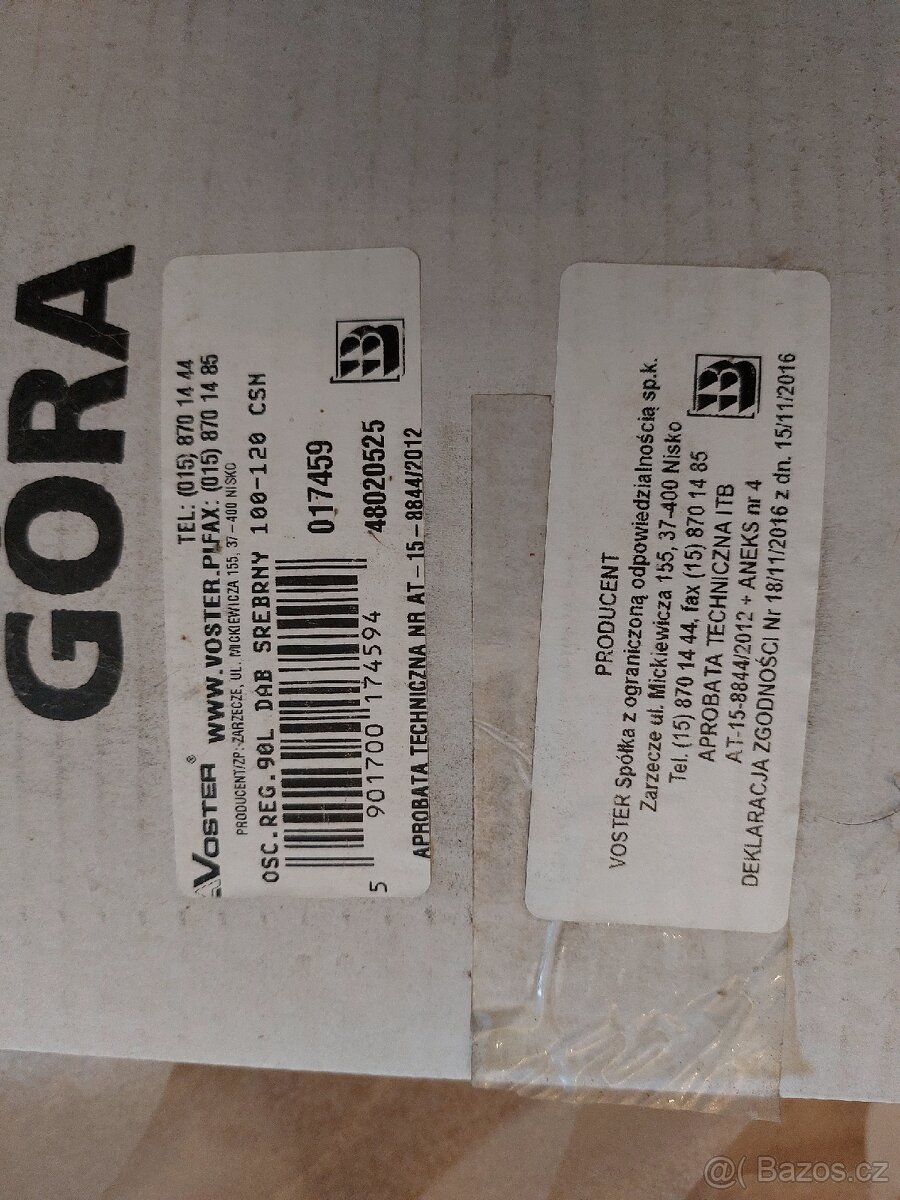 GÓRA
VOSTER ® WWW.VOSTER.PL
TEL: (015) 870 14 44
FAX: (015) 870 14 85
PRODUCENT/ZP: ZARZECZE, UL. MICKIEWICZA 155, 37-400 NISKO
OSC.REG.90L DĄB SREBRNY 100-120 CSN
017459
48020525
5 901700 174594
APROBATA TECHNICZNA NR AT-15-8844/2012
B
PRODUCENT
VOSTER Spółka z ograniczoną odpowiedzialnością sp.k.
Zarzecze ul. Mickiewicza 155, 37-400 Nisko
Tel. (15) 870 14 44, fax (15) 870 14 85
APROBATA TECHNICZNA ITB
AT-15-8844/2012 + ANEKS nr 4
DEKLARACJA ZGODNOŚCI Nr 18/11/2016 z dn. 15/11/2016
B
@( Bazos.cz